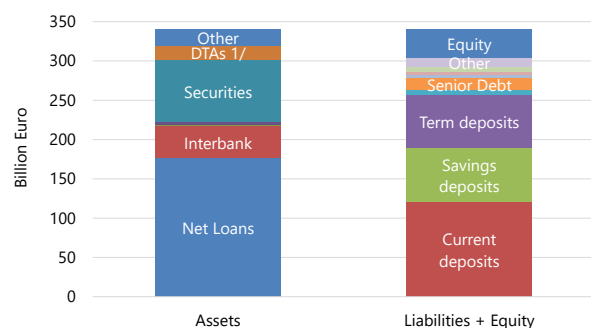 350
300
250
200
150
100
50
0
Billion Euro
Other
DTAs 1/
Securities
Interbank
Net Loans
Equity
Other
Senior Debt
Term deposits
Savings
deposits
Current
deposits
Assets
Liabilities + Equity